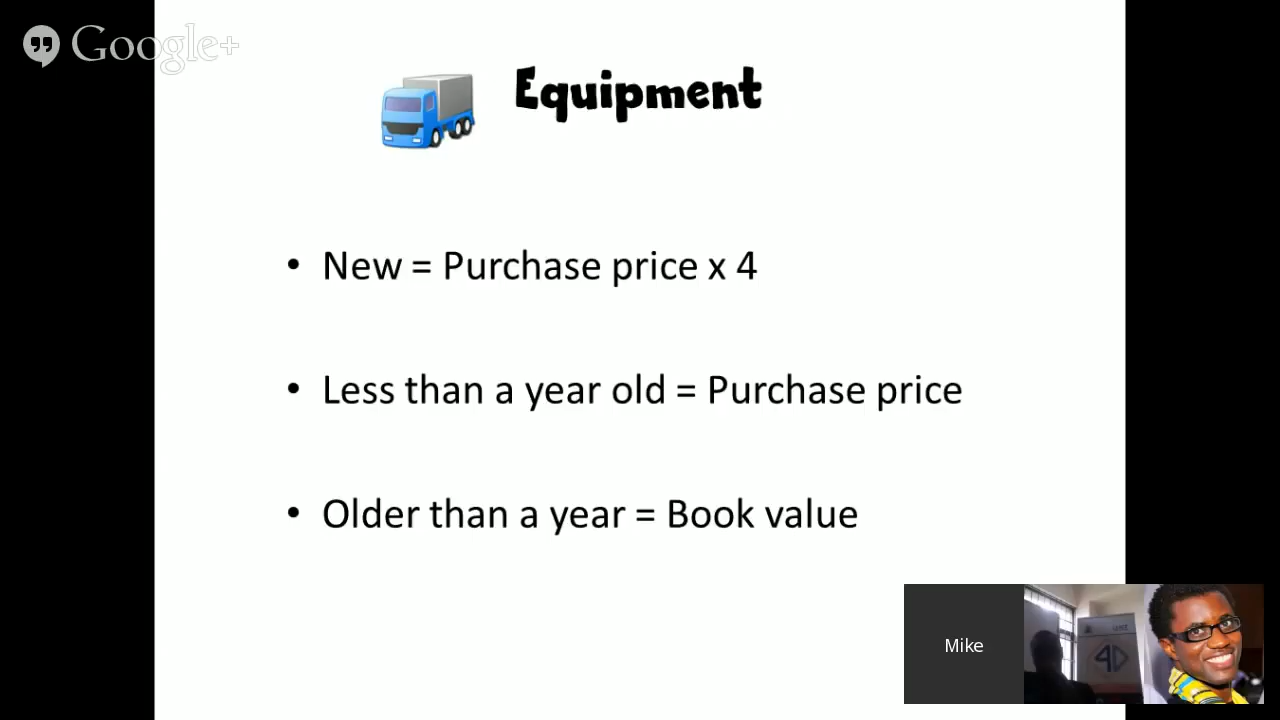 Google+
Equipment
• New = Purchase price x 4
• Less than a year old = Purchase price
• Older than a year = Book value
Mike